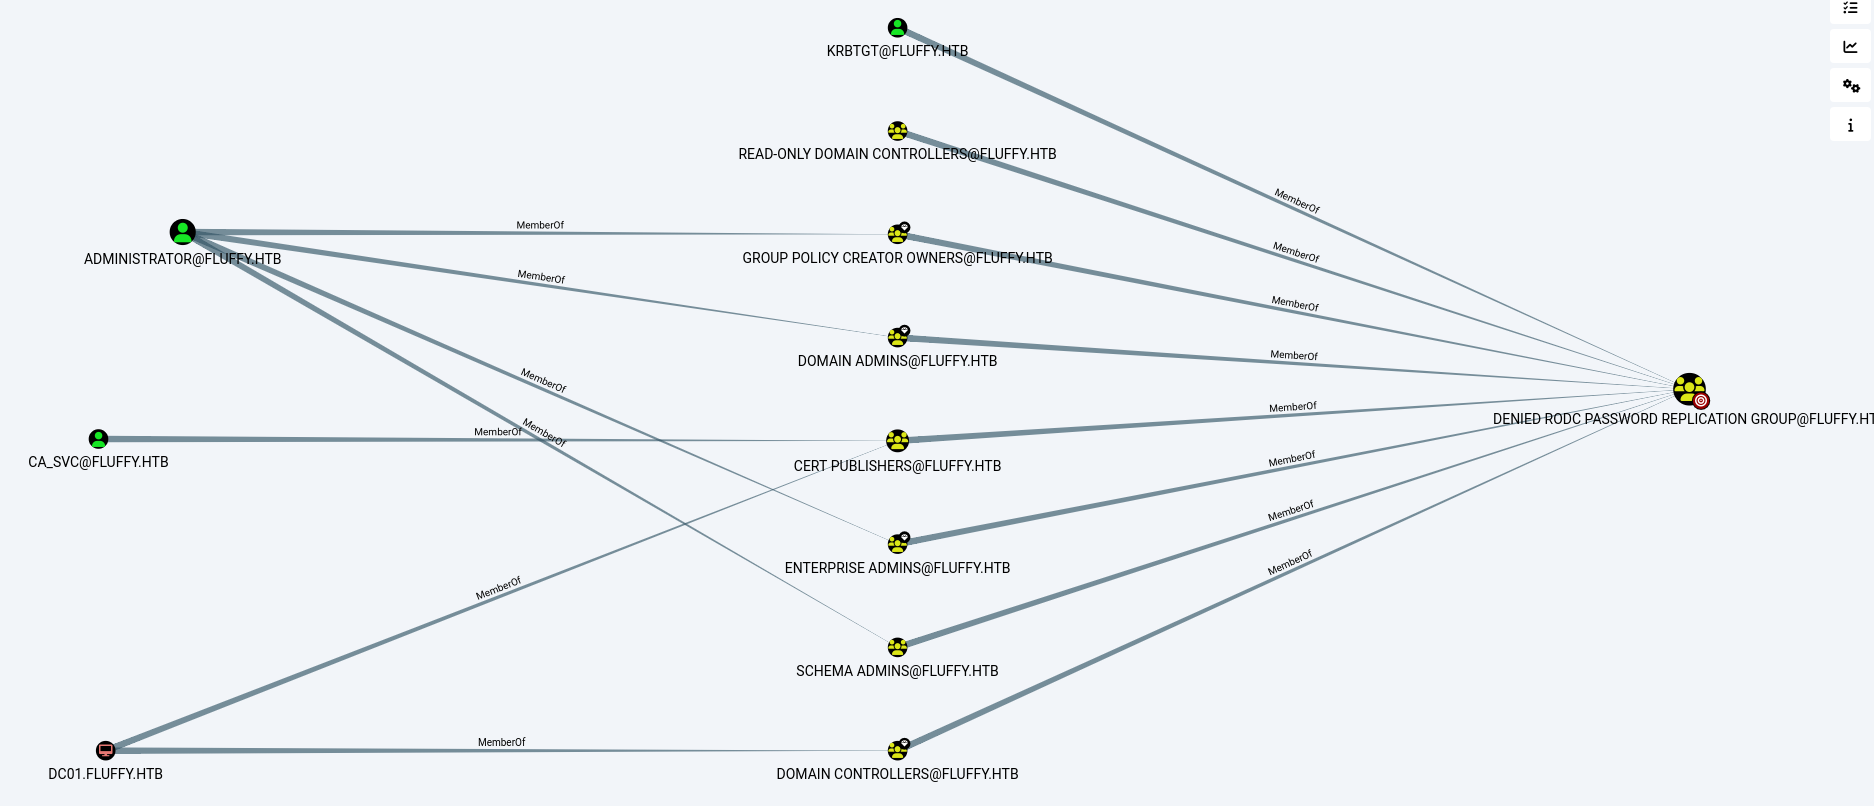 KRBTGT@FLUFFY.HTB
READ-ONLY DOMAIN CONTROLLERS@FLUFFY.HTB
MemberOf
MemberOf
ADMINISTRATOR@FLUFFY.HTB
MemberOf
GROUP POLICY CREATOR OWNERS@FLUFFY.HTB
MemberOf
MemberOf
DOMAIN ADMINS@FLUFFY.HTB
MemberOf
MemberOf
MemberOf
DENIED RODC PASSWORD REPLICATION GROUP@FLUFFY.HT
CA_SVC@FLUFFY.HTB
MemberOf
MemberOf
CERT PUBLISHERS@FLUFFY.HTB
MemberOf
MemberOf
ENTERPRISE ADMINS@FLUFFY.HTB
MemberOf
MemberOf
SCHEMA ADMINS@FLUFFY.HTB
MemberOf
DC01.FLUFFY.HTB
MemberOf
DOMAIN CONTROLLERS@FLUFFY.HTB